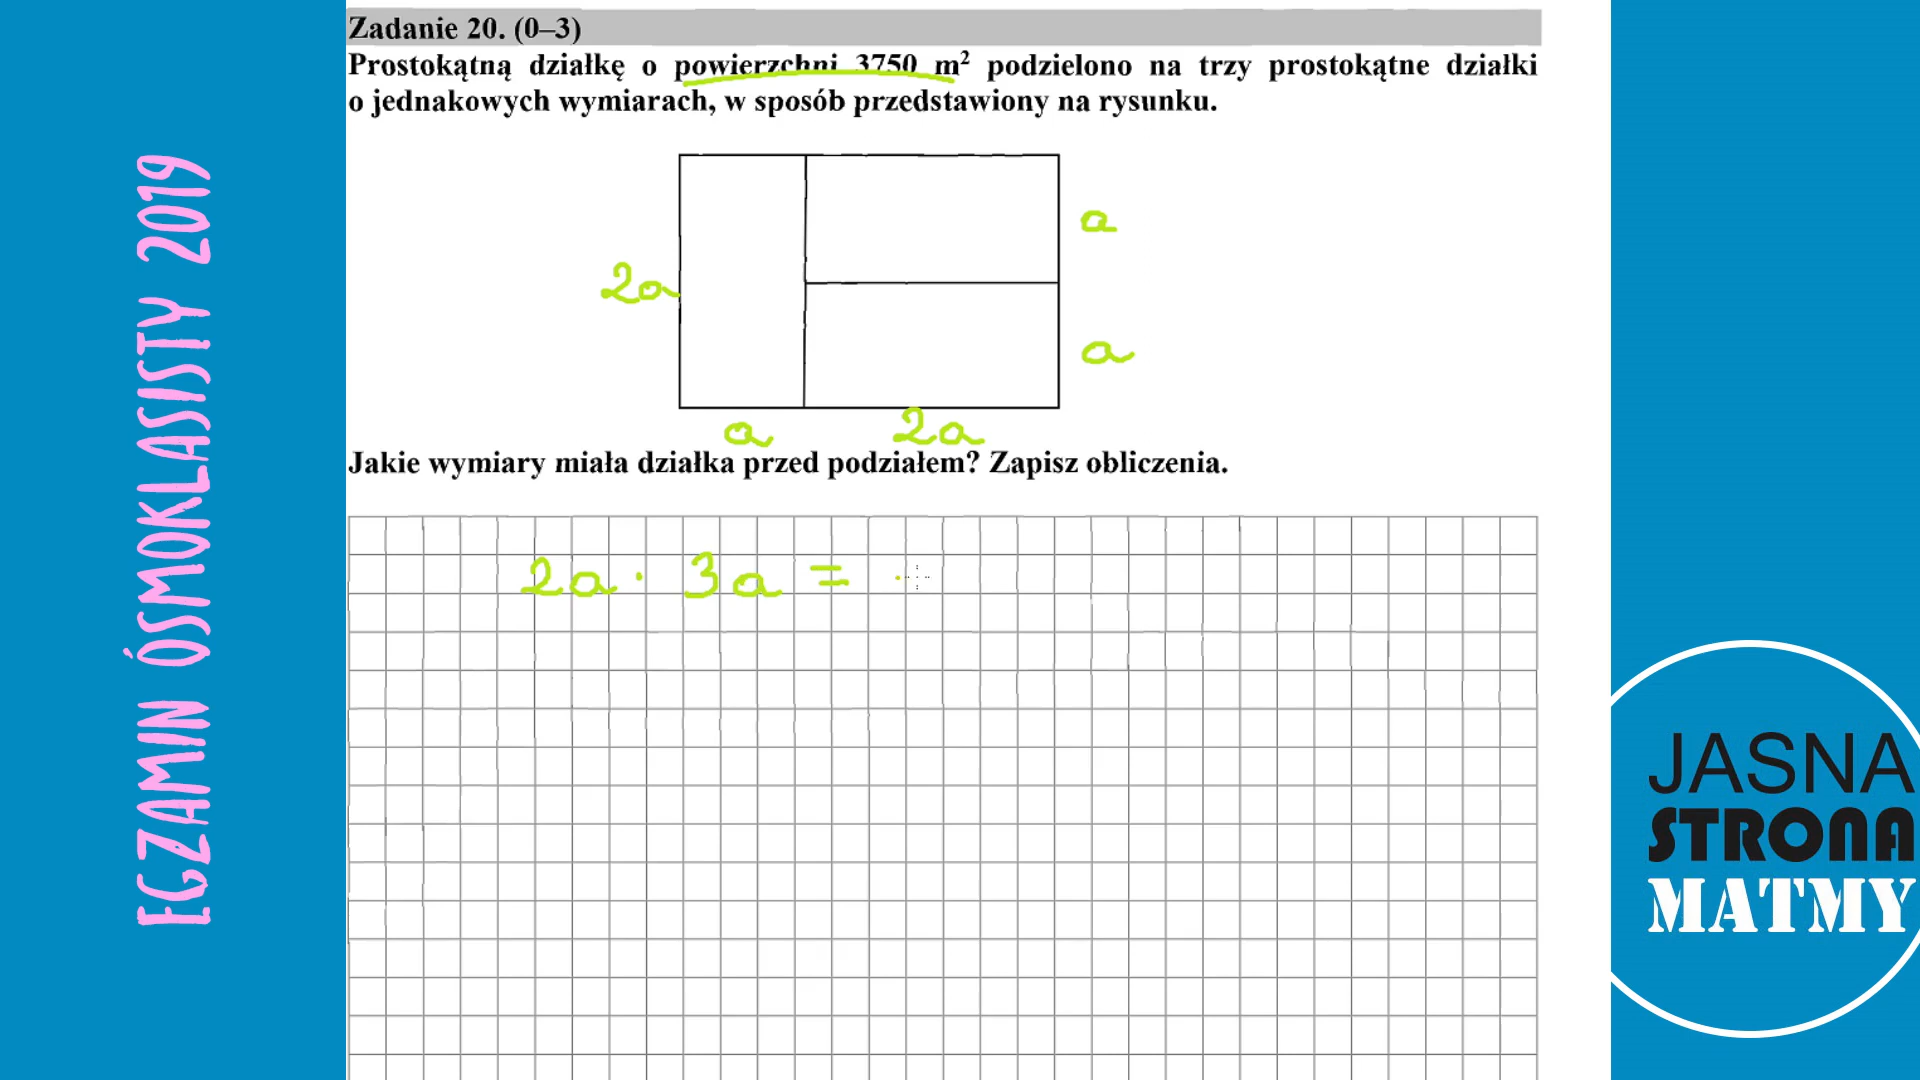 EGZAMIN ÓSMOKLASISTY 2019
Zadanie 20. (0–3)
Prostokątną działkę o powierzchni 3750 m² podzielono na trzy prostokątne działki
o jednakowych wymiarach, w sposób przedstawiony na rysunku.
a
2a
a
a 2a
Jakie wymiary miała działka przed podziałem? Zapisz obliczenia.
2a · 3a =
JASNA
STRONA
MATMY